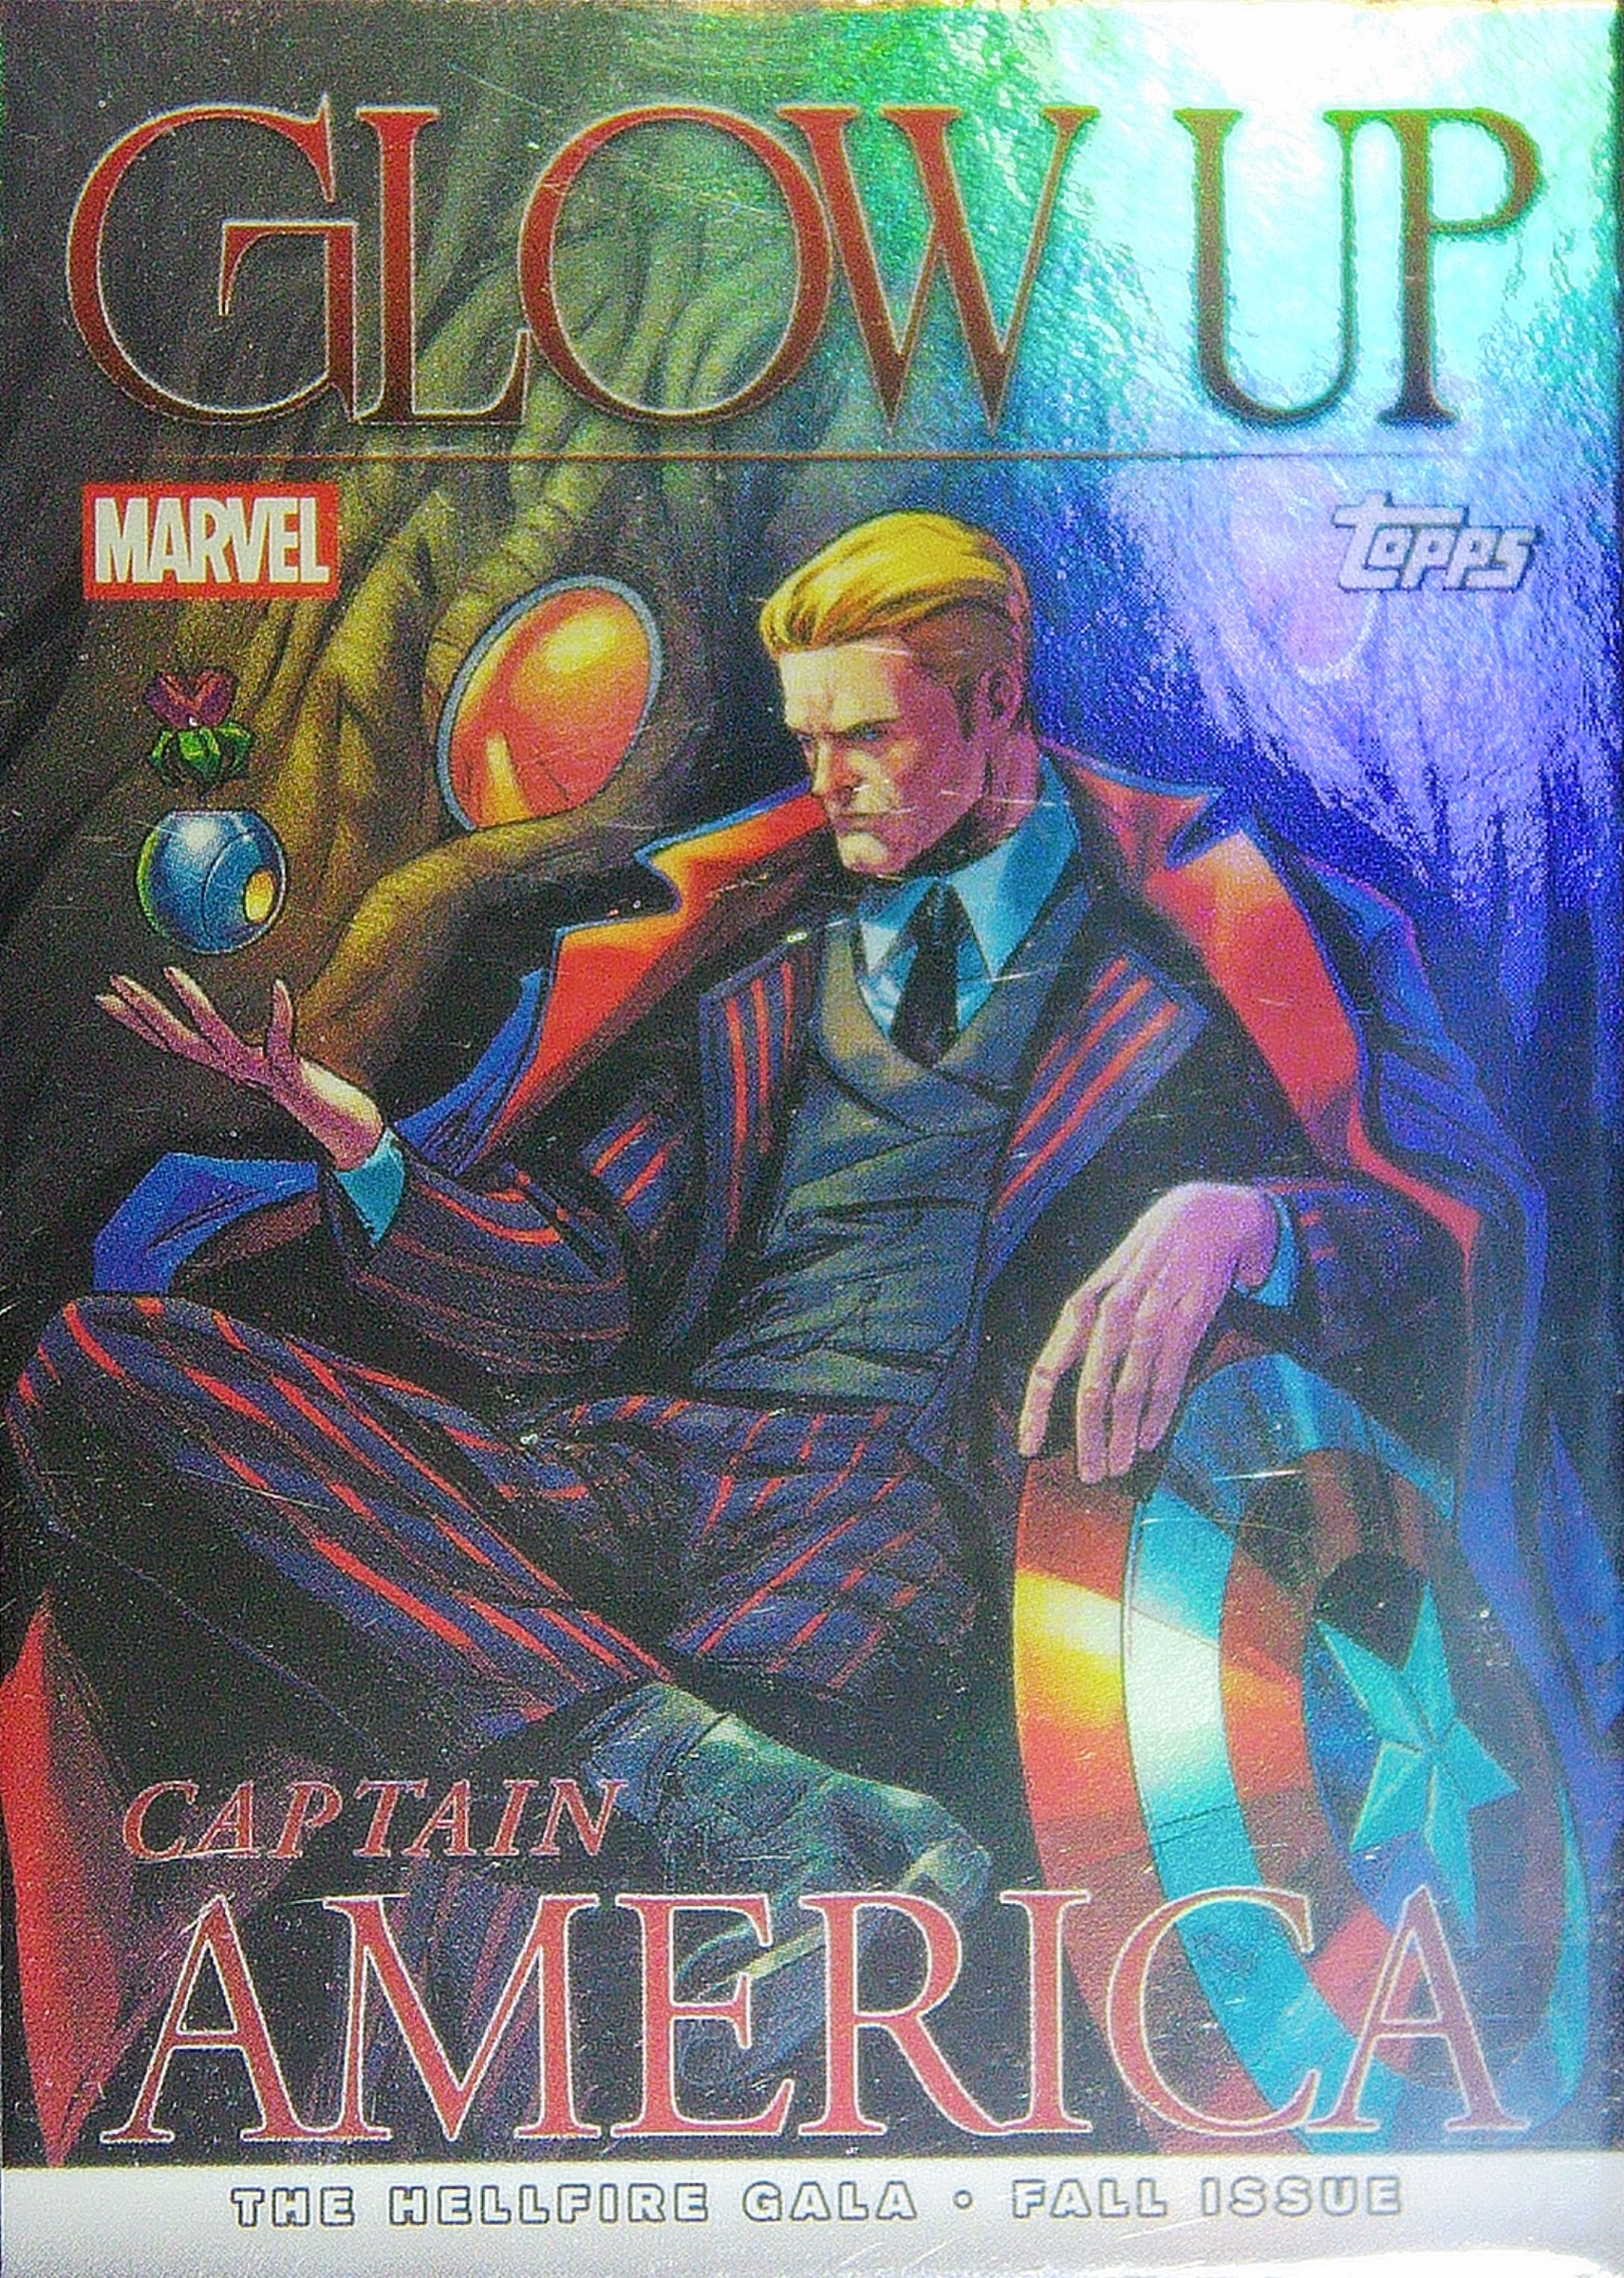 GLOW UP
MARVEL
Topps
CAPTAIN
AMERICA
THE HELLFIRE GALA • FALL ISSUE